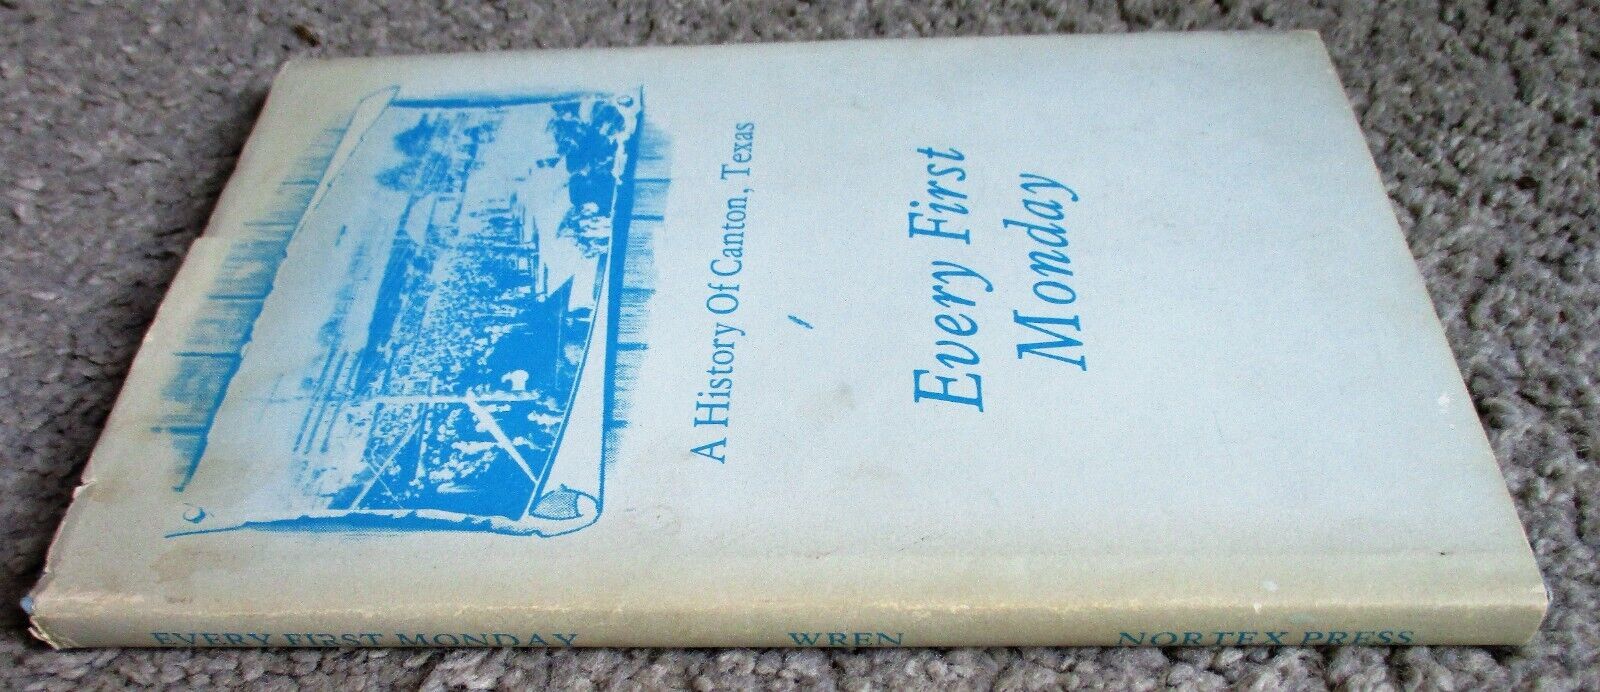 A History Of Canton, Texas
Every First
Monday
EVERY FIRST MONDAY
WREN
NORTEX PRESS